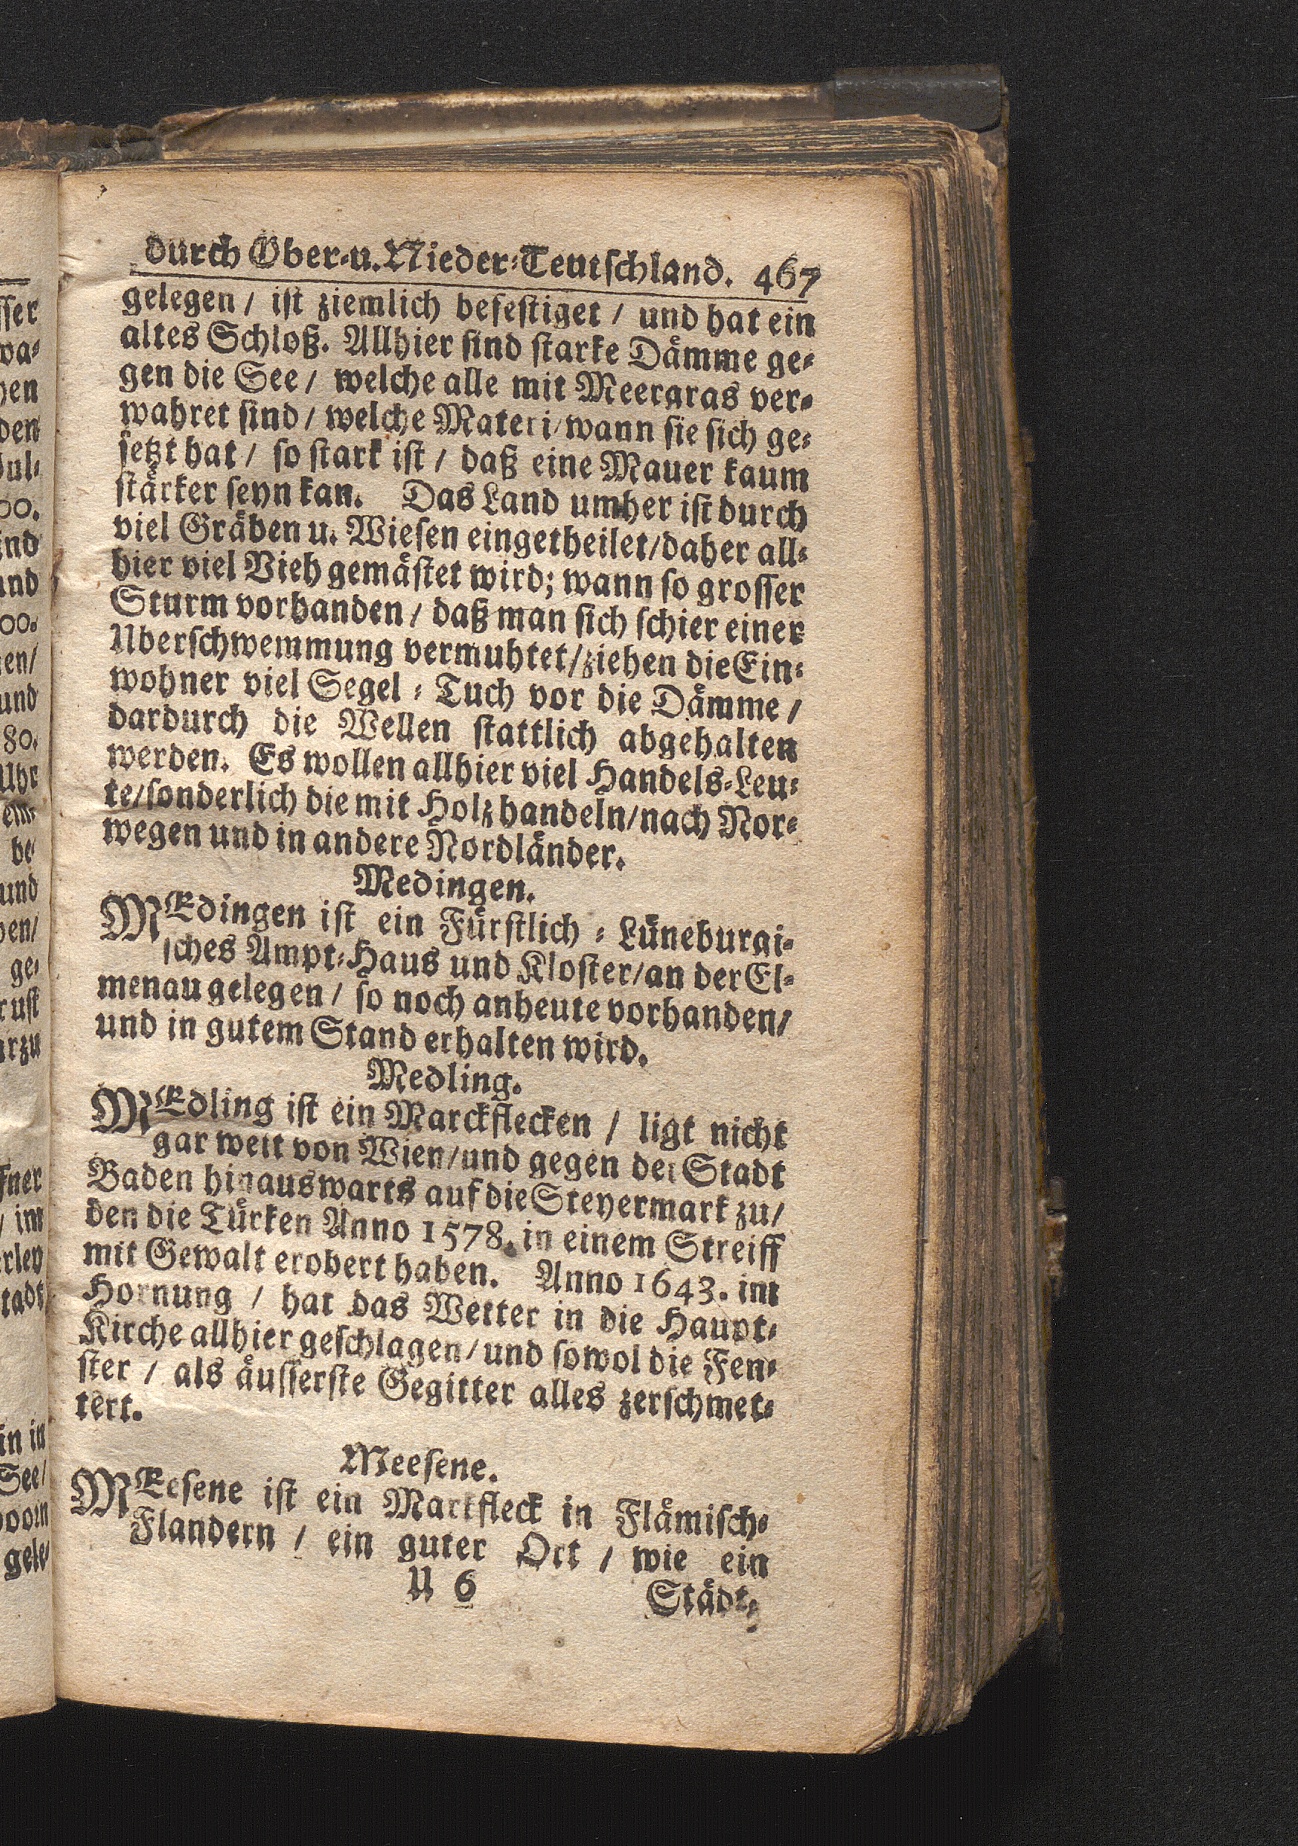 durch Ober-u. Nieder-Teutschland. 467
gelegen / ist ziemlich befestiget / und hat ein
altes Schloß. Allhier sind starke Dämme ge-
gen die See / welche alle mit Meergras ver-
wahret sind / welche Materi / wann sie sich ge-
setzt hat / so stark ist / daß eine Mauer kaum
stärker seyn kan. Das Land umher ist durch
viel Gräben u. Wiesen eingetheilet / daher all-
hier viel Vieh gemästet wird; wann so grosser
Sturm vorhanden / daß man sich schier einer
Uberschwemmung vermuhtet / ziehen die Ein-
wohner viel Segel-Tuch vor die Dämme /
dardurch die Wellen stattlich abgehalten
werden. Es wollen allhier viel Handels-Leu-
te / sonderlich die mit Holz handeln / nach Nor-
wegen und in andere Nordländer.
Medingen.
MEdingen ist ein Fürstlich-Lüneburgi-
sches Ampt-Haus und Kloster / an der El-
menau gelegen / so noch anheute vorhanden /
und in gutem Stand erhalten wird.
Medling.
MEdling ist ein Marckflecken / ligt nicht
gar weit von Wien / und gegen der Stadt
Baden hinauswarts auf die Steyermark zu /
den die Türken Anno 1578. in einem Streiff
mit Gewalt erobert haben. Anno 1643. im
Hornung / hat das Wetter in die Haupt-
Kirche allhier geschlagen / und sowol die Fen-
ster / als äusserste Gegitter alles zerschmet-
tert.
Meesene.
MEesene ist ein Markfleck in Flämisch-
Flandern / ein guter Ort / wie ein
U 6 Städt-